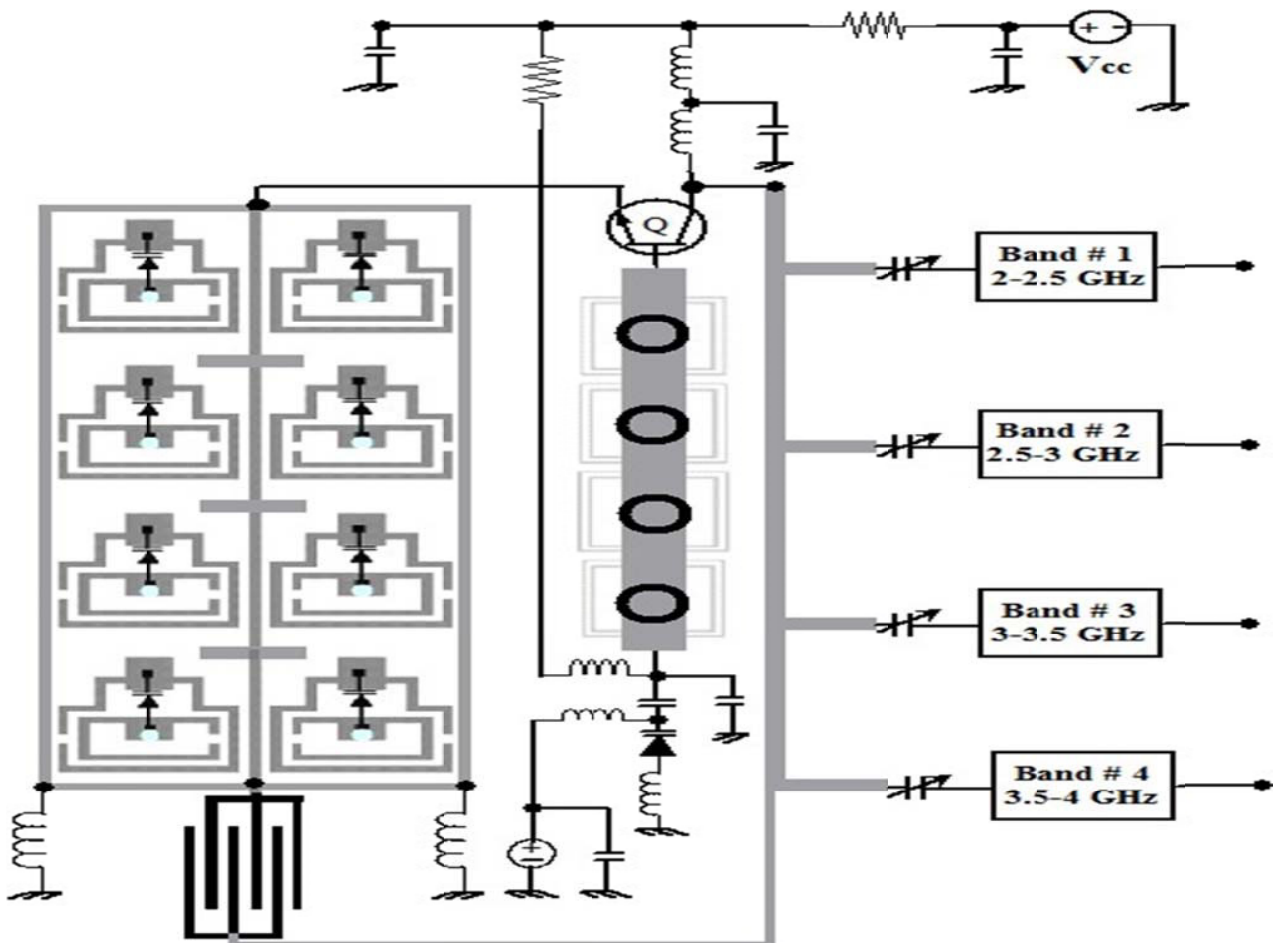 + -
Vcc
Q
Band # 1
2-2.5 GHz
Band # 2
2.5-3 GHz
Band # 3
3-3.5 GHz
Band # 4
3.5-4 GHz
+
-